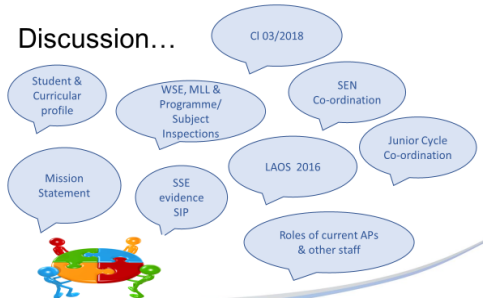 Discussion…
Cl 03/2018
Student &
Curricular
profile
WSE, MLL &
Programme/
Subject
Inspections
SEN
Co-ordination
Junior Cycle
Co-ordination
Mission
Statement
SSE
evidence
SIP
LAOS  2016
Roles of current APs
& other staff